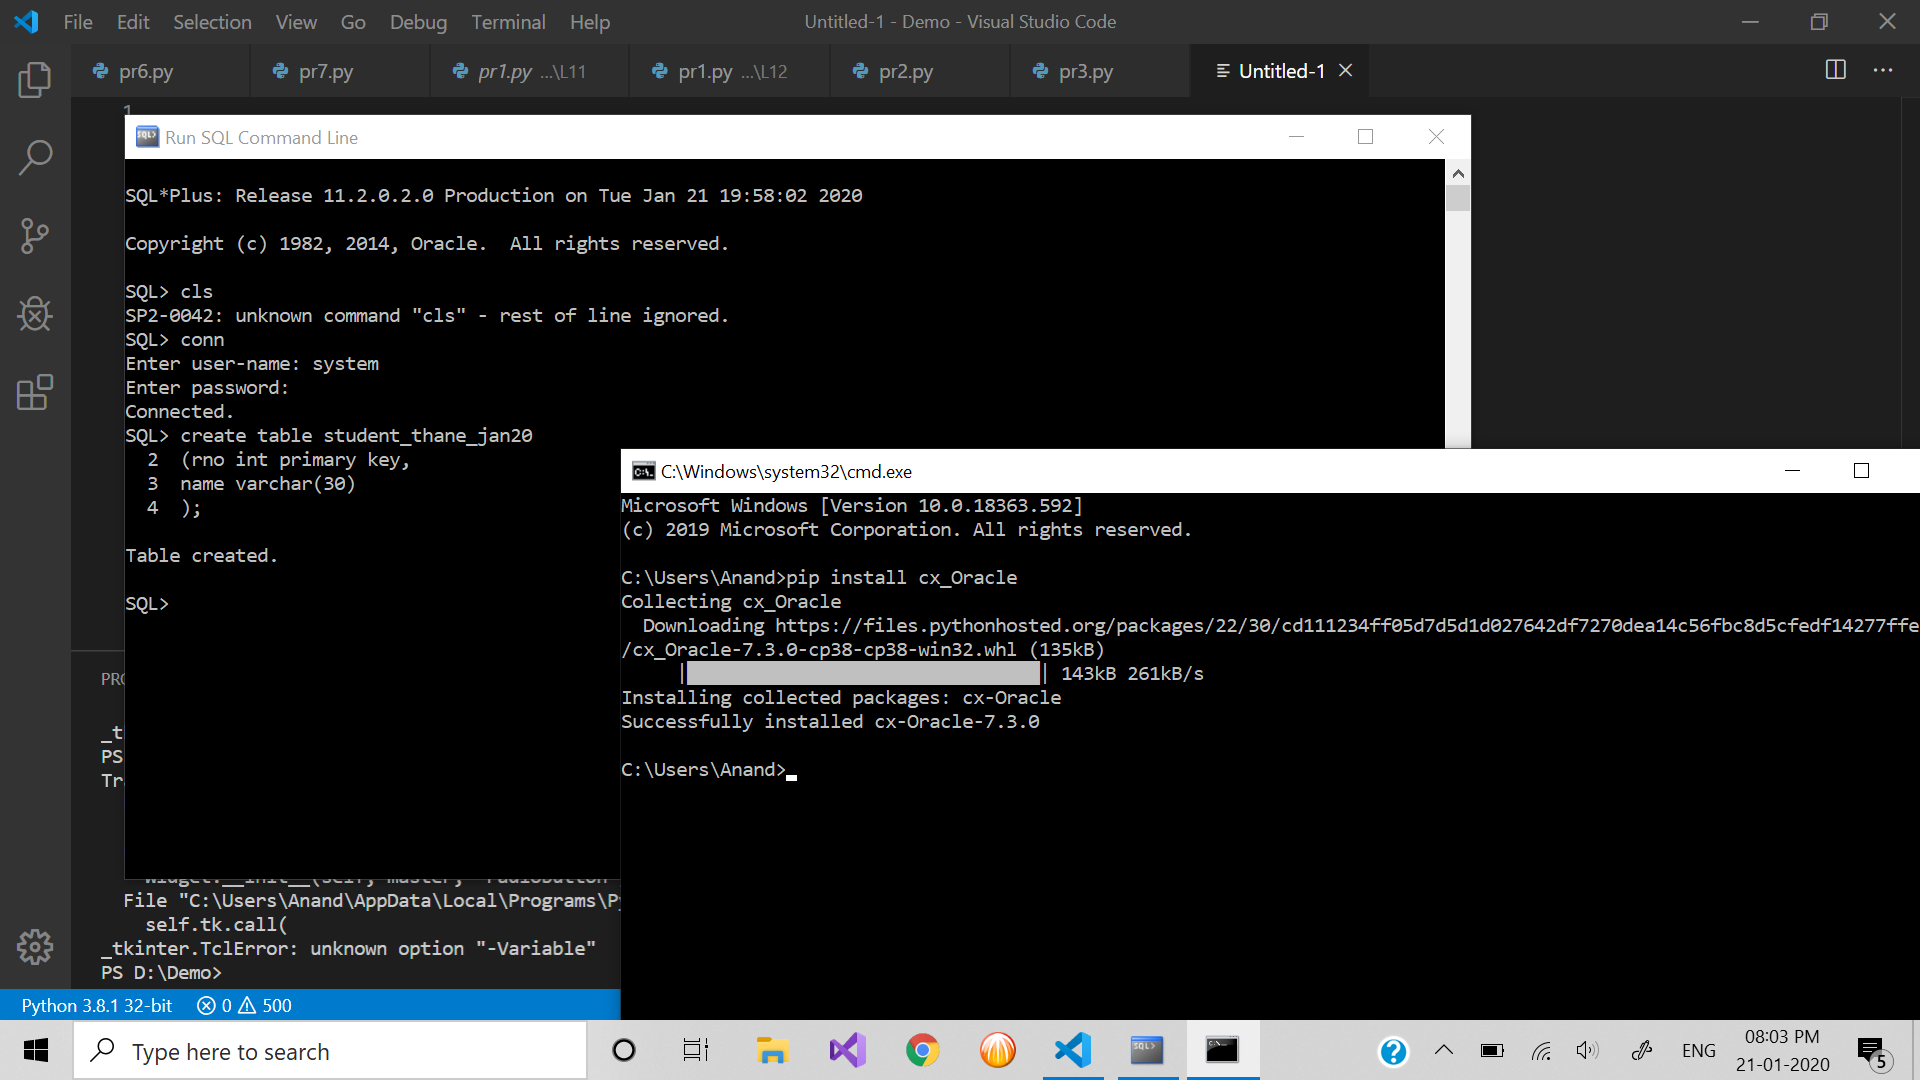 File Edit Selection View Go Debug Terminal Help
Untitled-1 - Demo - Visual Studio Code
pr6.py
pr7.py
pr1.py ...\L11
pr1.py ...\L12
pr2.py
pr3.py
Untitled-1
1
Run SQL Command Line
SQL*Plus: Release 11.2.0.2.0 Production on Tue Jan 21 19:58:02 2020
Copyright (c) 1982, 2014, Oracle.  All rights reserved.
SQL> cls
SP2-0042: unknown command "cls" - rest of line ignored.
SQL> conn
Enter user-name: system
Enter password:
Connected.
SQL> create table student_thane_jan20
2  (rno int primary key,
3  name varchar(30)
4  );
Table created.
SQL>
C:\Windows\system32\cmd.exe
Microsoft Windows [Version 10.0.18363.592]
(c) 2019 Microsoft Corporation. All rights reserved.
C:\Users\Anand>pip install cx_Oracle
Collecting cx_Oracle
Downloading https://files.pythonhosted.org/packages/22/30/cd111234ff05d7d5d1d027642df7270dea14c56fbc8d5cfedf14277ffe
/cx_Oracle-7.3.0-cp38-cp38-win32.whl (135kB)
|                                | 143kB 261kB/s
Installing collected packages: cx-Oracle
Successfully installed cx-Oracle-7.3.0
C:\Users\Anand>
PRO
_t
PS
Tr
File "C:\Users\Anand\AppData\Local\Programs\Py
self.tk.call(
_tkinter.TclError: unknown option "-Variable"
PS D:\Demo>
Python 3.8.1 32-bit
0
500
Type here to search
ENG
08:03 PM
21-01-2020
5